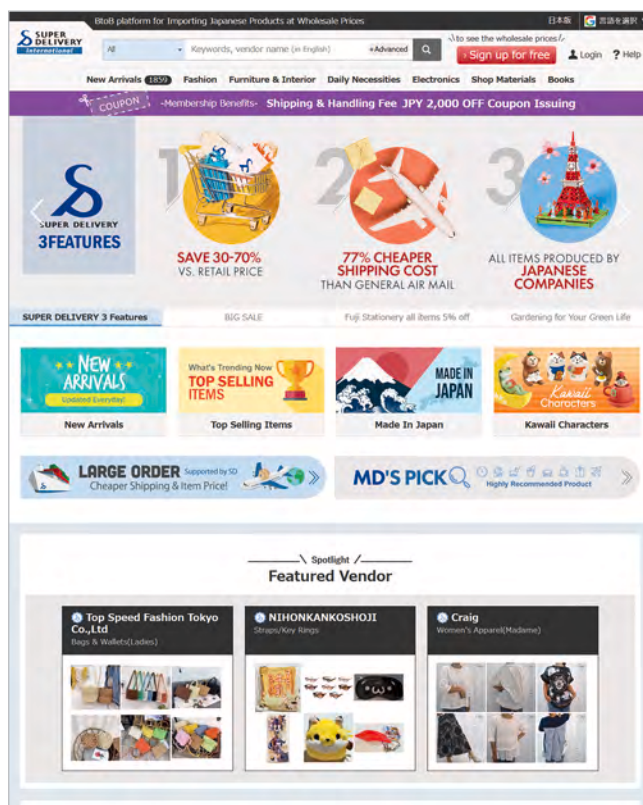 BtoB platform for Importing Japanese Products at Wholesale Prices
日本版
G 言語を選択
SUPER DELIVERY
International
All
Keywords, vendor name (in English)
+Advanced
\to see the wholesale prices/
› Sign up for free
Login
? Help
New Arrivals 1859 Fashion Furniture & Interior Daily Necessities Electronics Shop Materials Books
COUPON -Membership Benefits- Shipping & Handling Fee JPY 2,000 OFF Coupon Issuing
S
SUPER DELIVERY
3FEATURES
1
SAVE 30-70%
VS. RETAIL PRICE
2
77% CHEAPER
SHIPPING COST
THAN GENERAL AIR MAIL
3
ALL ITEMS PRODUCED BY
JAPANESE
COMPANIES
SUPER DELIVERY 3 Features
BIG SALE
Fuji Stationery all items 5% off
Gardening for Your Green Life
NEW
ARRIVALS
Updated Everyday!
New Arrivals
What's Trending Now
TOP SELLING
ITEMS
Top Selling Items
MADE IN
JAPAN
Made In Japan
Kawaii
Characters
Kawaii Characters
LARGE ORDER Supported by SD
Cheaper Shipping & Item Price!
MD'S PICK
Highly Recommended Product
\ Spotlight /
Featured Vendor
Top Speed Fashion Tokyo
Co.,Ltd
Bags & Wallets(Ladies)
NIHONKANKOSHOJI
Straps/Key Rings
Craig
Women's Apparel(Madame)